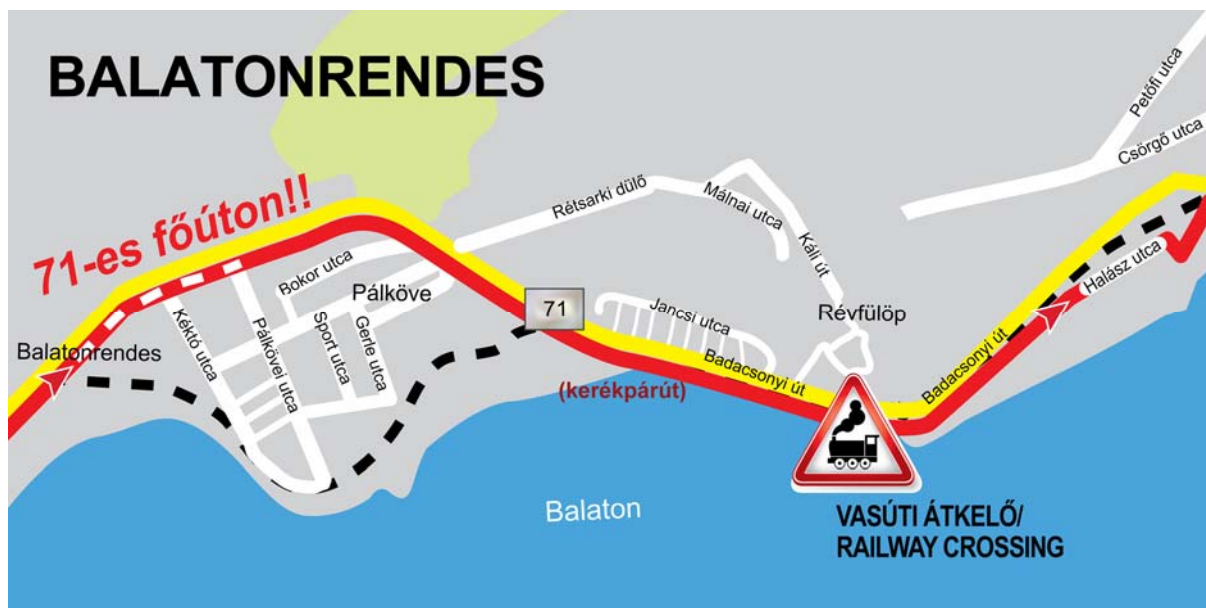 BALATONRENDES
Petőfi utca
Csörgő utca
71-es főúton!!
Rétsarki dülő
Málnai utca
Káli út
Bokor utca
Pálköve
Halász utca
71
Jancsi utca
Révfülöp
Balatonrendes
Kéktó utca
Pálkövei utca
Sport utca
Gerle utca
Badacsonyi út
Badacsonyi út
(kerékpárút)
Balaton
VASÚTI ÁTKELŐ/
RAILWAY CROSSING